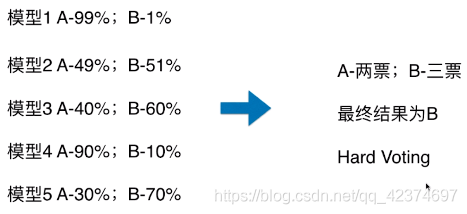 模型1 A-99%；B-1%
模型2 A-49%；B-51%
模型3 A-40%；B-60%
模型4 A-90%；B-10%
模型5 A-30%；B-70%
A-两票；B-三票
最终结果为B
Hard Voting
https://blog.csdn.net/qq_42374697